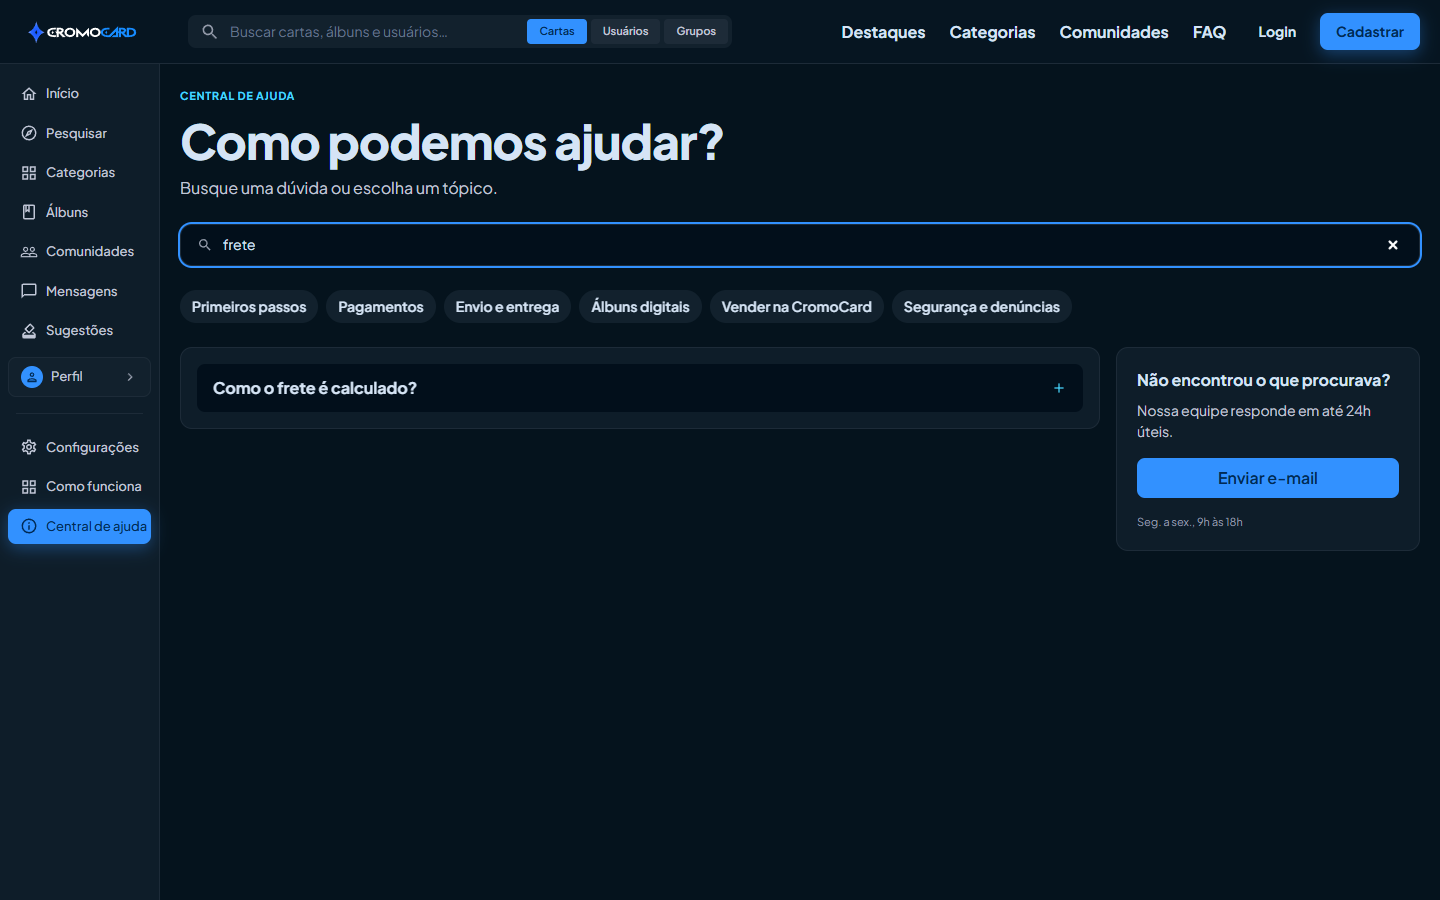 CROMOCARD
Buscar cartas, álbuns e usuários...
Cartas
Usuários
Grupos
Destaques
Categorias
Comunidades
FAQ
Login
Cadastrar
Início
Pesquisar
Categorias
Álbuns
Comunidades
Mensagens
Sugestões
Perfil
Configurações
Como funciona
Central de ajuda
CENTRAL DE AJUDA
Como podemos ajudar?
Busque uma dúvida ou escolha um tópico.
frete
Primeiros passos
Pagamentos
Envio e entrega
Álbuns digitais
Vender na CromoCard
Segurança e denúncias
Como o frete é calculado?
Não encontrou o que procurava?
Nossa equipe responde em até 24h
úteis.
Enviar e-mail
Seg. a sex., 9h às 18h